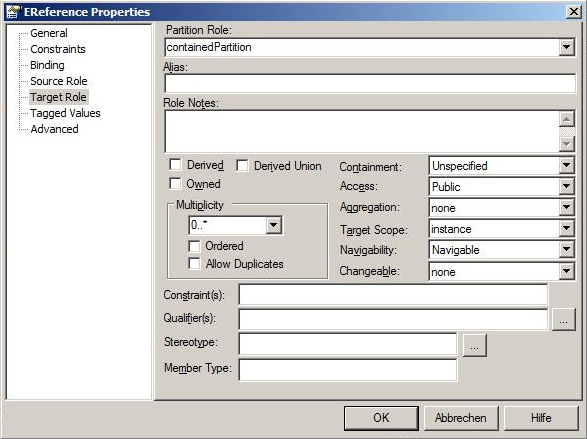 EReference Properties
General
Constraints
Binding
Source Role
Target Role
Tagged Values
Advanced
Partition Role:
containedPartition
Alias:
Role Notes:
Derived
Derived Union
Owned
Multiplicity
0..*
Ordered
Allow Duplicates
Containment: Unspecified
Access: Public
Aggregation: none
Target Scope: instance
Navigability: Navigable
Changeable: none
Constraint(s):
Qualifier(s):
...
Stereotype:
...
Member Type:
OK
Abbrechen
Hilfe